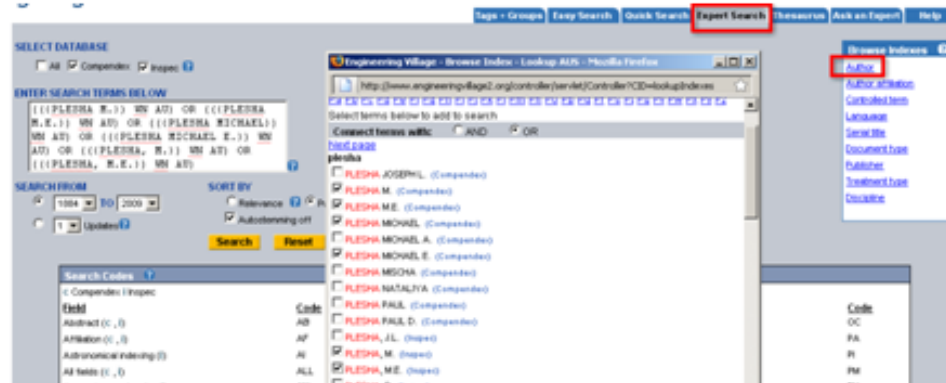 Tags - Groups
Easy Search
Quick Search
Expert Search
Thesaurus
Ask an Expert
Help
SELECT DATABASE
All Compendex Inspec
ENTER SEARCH TERMS BELOW
(((PLESHA M.)) WN AU) OR (((PLESHA
M.E.)) WN AU) OR (((PLESHA MICHAEL))
WN AU) OR (((PLESHA MICHAEL E.)) WN
AU) OR (((PLESHA, M.)) WN AU) OR
(((PLESHA, M.E.)) WN AU)
SEARCH FROM
1884 TO 2009
1 Updates
SORT BY
Relevance
Autostemming off
Search Reset
Engineering Village - Browse Index - Lookup AUS - Mozilla Firefox
http://www.engineeringvillage2.org/controller/servlet/Controller?CID=lookupIndexes
Select terms below to add to search
Connect terms with: AND OR
Next page
plesha
PLESHA JOSEPH L. (Compendex)
PLESHA M. (Compendex)
PLESHA M.E. (Compendex)
PLESHA MICHAEL (Compendex)
PLESHA MICHAEL A. (Compendex)
PLESHA MICHAEL E. (Compendex)
PLESHA MISCHA (Compendex)
PLESHA NATALIYA (Compendex)
PLESHA PAUL (Compendex)
PLESHA PAUL D. (Compendex)
PLESHA, J.L. (Inspec)
PLESHA, M. (Inspec)
PLESHA, M.E. (Inspec)
Browse Indexes
Author
Author affiliation
Controlled term
Language
Serial title
Document type
Publisher
Treatment type
Discipline
Search Codes
c Compendex I Inspec
Field Code
Abstract (c , I) AB
Affiliation (c , I) AF
Astronomical indexing (I) AI
All fields (c , I) ALL
Code
OC
PA
PI
PM